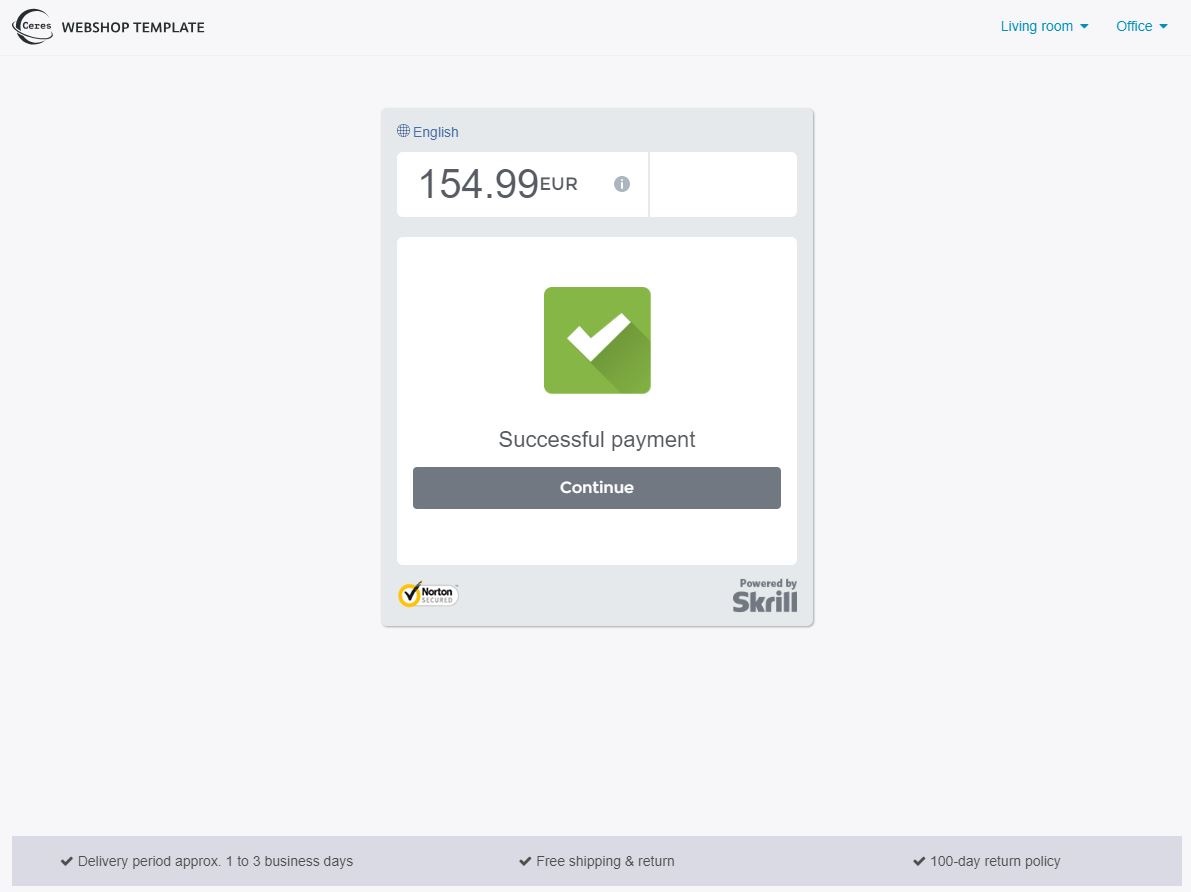 Ceres WEBSHOP TEMPLATE Living room Office
English
154.99EUR
Successful payment
Continue
Norton
SECURED
Powered by
Skrill
Delivery period approx. 1 to 3 business days Free shipping & return 100-day return policy